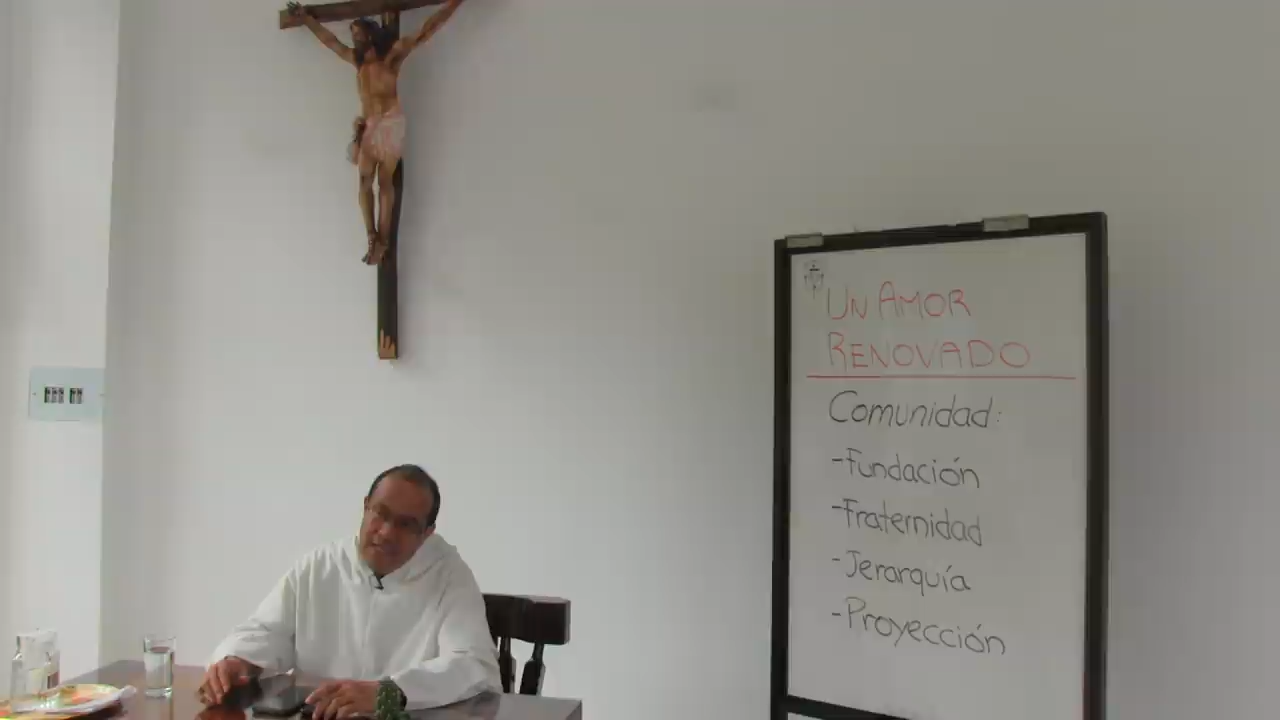 UN AMOR
RENOVADO
Comunidad:
-Fundación
-Fraternidad
-Jerarquía
-Proyección